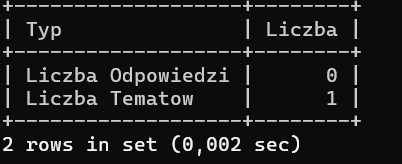 +--------------------+--------+
| Typ                | Liczba |
+--------------------+--------+
| Liczba Odpowiedzi  |      0 |
| Liczba Tematow     |      1 |
+--------------------+--------+
2 rows in set (0,002 sec)